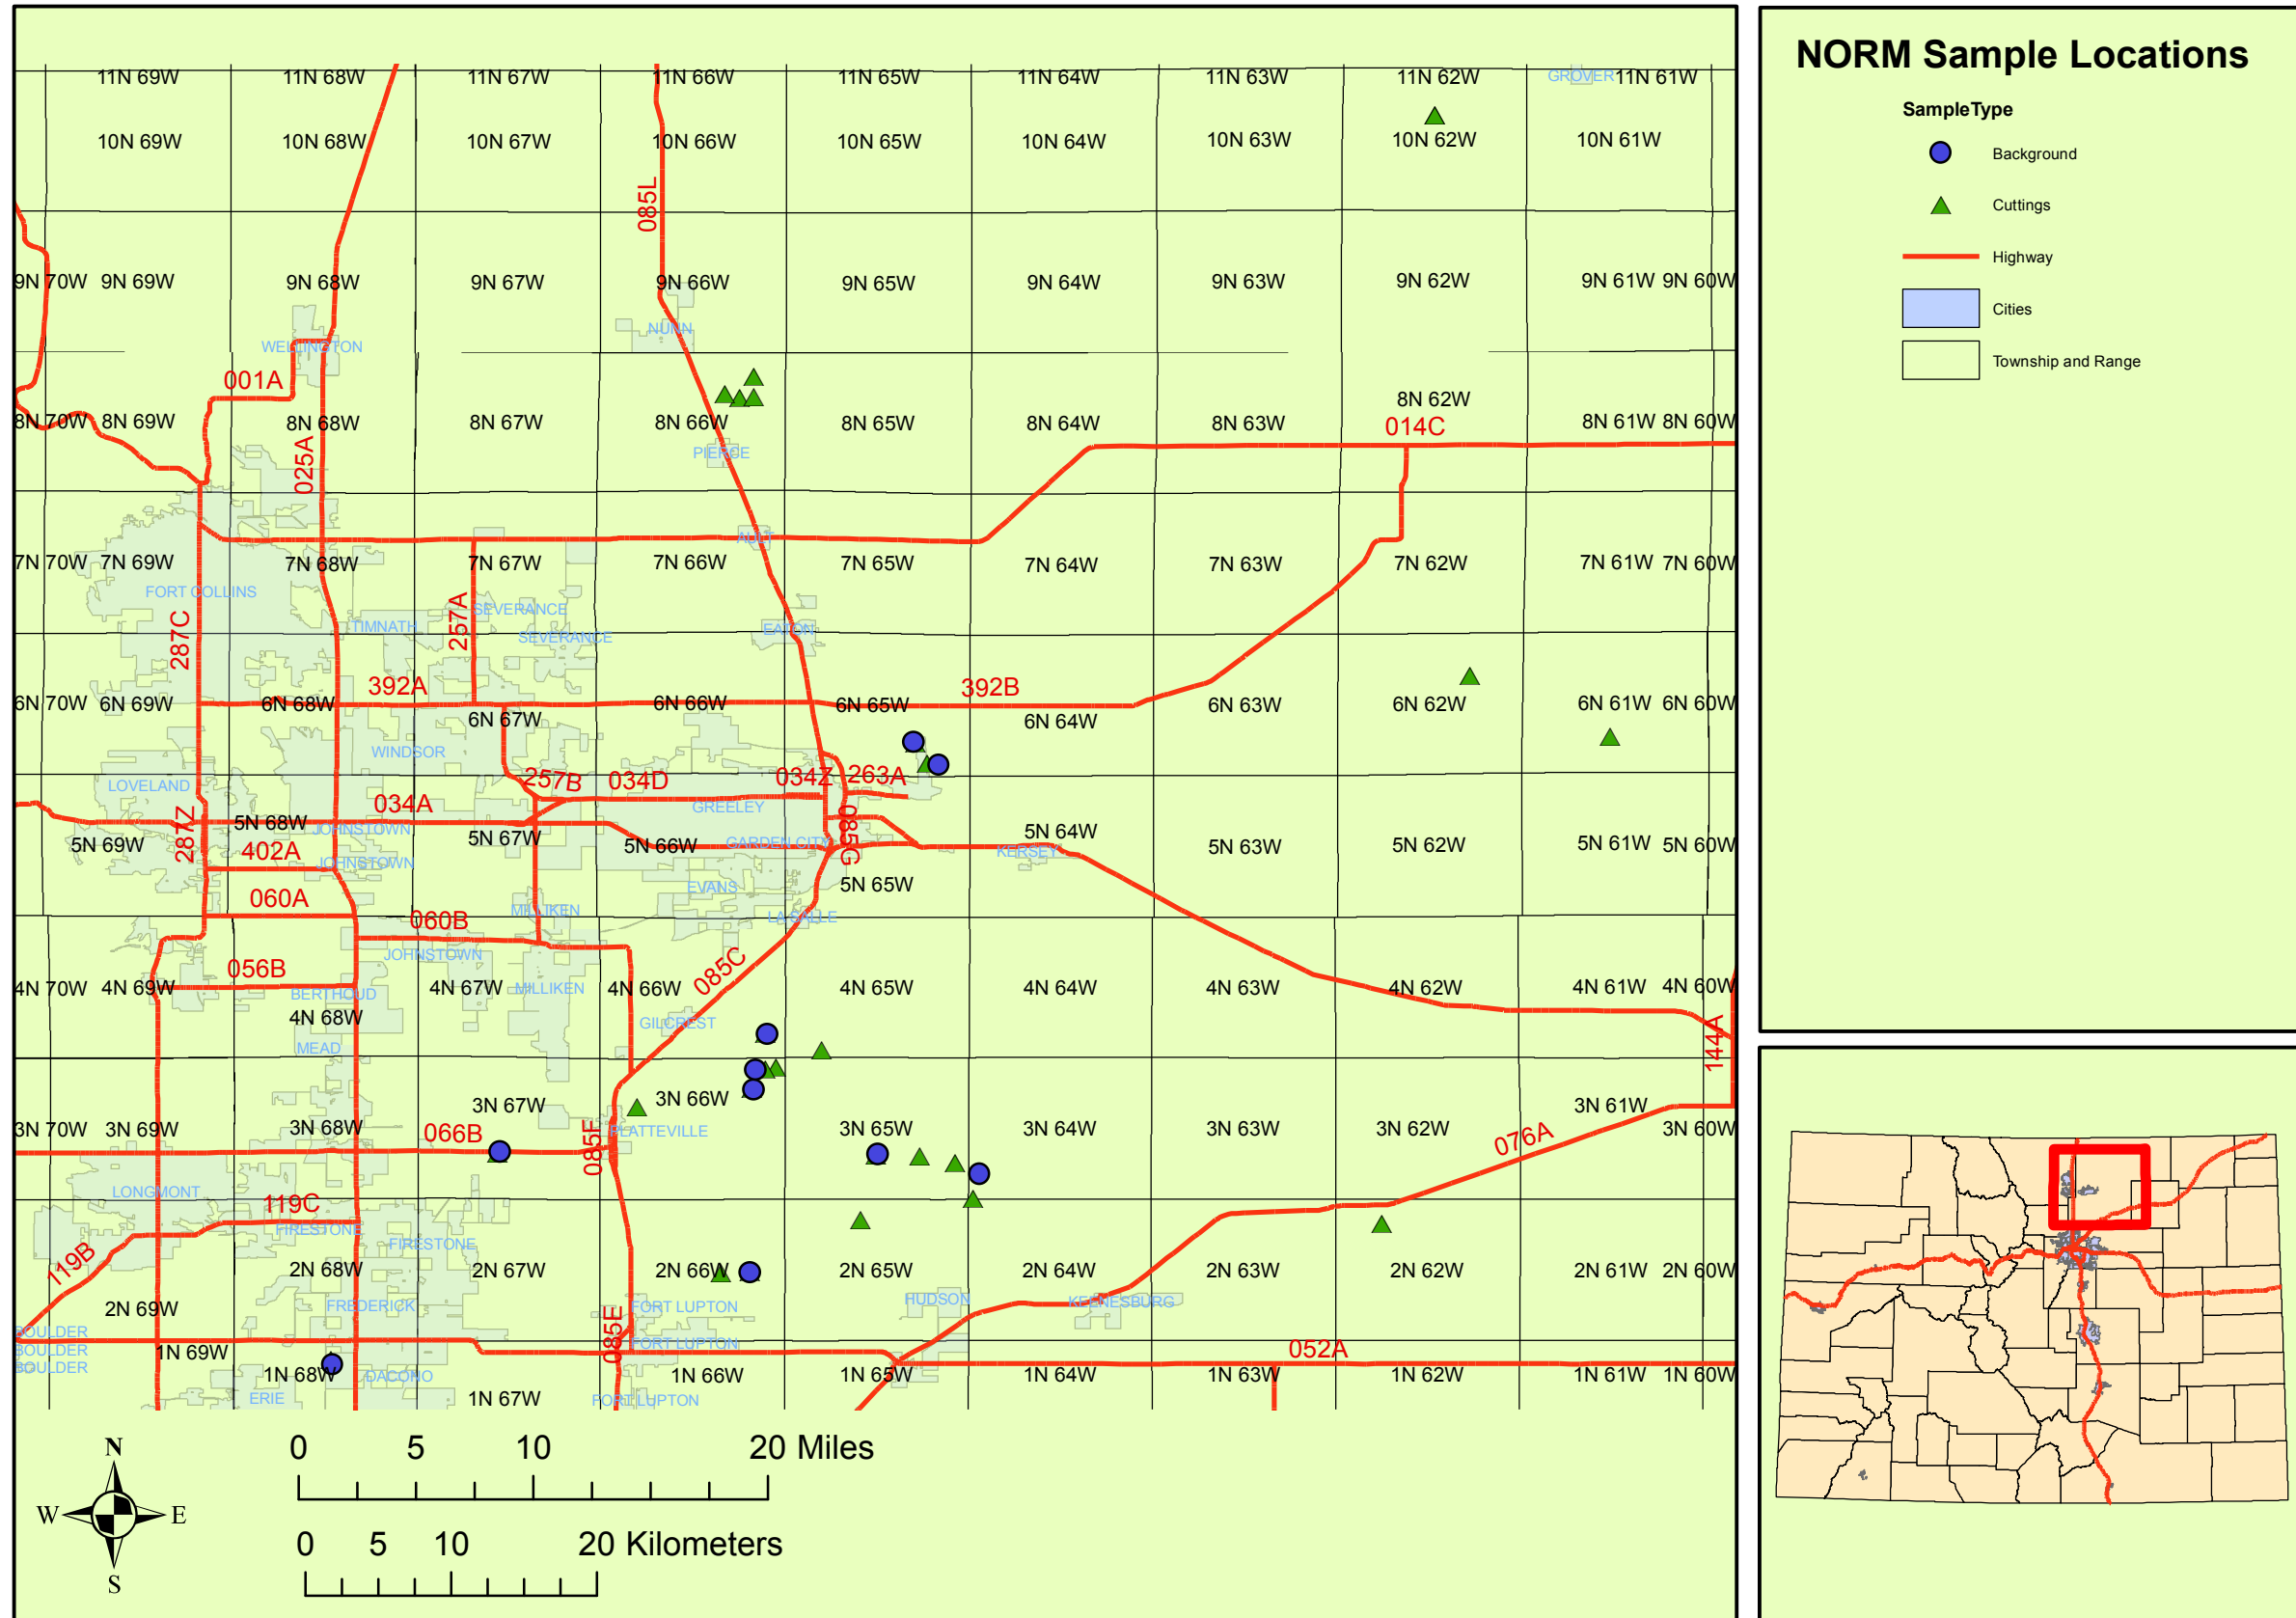 NORM Sample Locations
SampleType
Background
Cuttings
Highway
Cities
Township and Range
11N 69W 11N 68W 11N 67W 11N 66W 11N 65W 11N 64W 11N 63W 11N 62W GROVER 11N 61W
10N 69W 10N 68W 10N 67W 10N 66W 10N 65W 10N 64W 10N 63W 10N 62W 10N 61W
085L
9N 70W 9N 69W 9N 68W 9N 67W 9N 66W 9N 65W 9N 64W 9N 63W 9N 62W 9N 61W 9N 60W
NUNN
WELLINGTON
001A
8N 62W
8N 70W 8N 69W 8N 68W 8N 67W 8N 66W 8N 65W 8N 64W 8N 63W 014C 8N 61W 8N 60W
025A
PIERCE
AULT
7N 70W 7N 69W 7N 68W 7N 67W 7N 66W 7N 65W 7N 64W 7N 63W 7N 62W 7N 61W 7N 60W
FORT COLLINS
SEVERANCE
257A
TIMNATH
SEVERANCE
EATON
287C
392A
392B
6N 70W 6N 69W 6N 68W 6N 67W 6N 66W 6N 65W 6N 64W 6N 63W 6N 62W 6N 61W 6N 60W
WINDSOR
LOVELAND
257B 034D 034Z 263A
034A
GREELEY
287Z
5N 69W 5N 68W JOHNSTOWN 5N 67W 5N 66W GARDEN CITY 085G 5N 64W 5N 63W 5N 62W 5N 61W 5N 60W
402A
JOHNSTOWN
KERSEY
EVANS
5N 65W
060A
MILLIKEN
LA SALLE
060B
JOHNSTOWN
056B
085C
4N 70W 4N 69W 4N 67W MILLIKEN 4N 66W 4N 65W 4N 64W 4N 63W 4N 62W 4N 61W 4N 60W
BERTHOUD
4N 68W
GILCREST
MEAD
144A
3N 70W 3N 69W 3N 68W 3N 67W 3N 66W 3N 65W 3N 64W 3N 63W 3N 62W 3N 61W 3N 60W
066B
085F
PLATTEVILLE
076A
LONGMONT
119C
FIRESTONE
FIRESTONE
119B
2N 69W 2N 68W 2N 67W 2N 66W 2N 65W 2N 64W 2N 63W 2N 62W 2N 61W 2N 60W
FREDERICK
FORT LUPTON
HUDSON
KEENESBURG
BOULDER
BOULDER
BOULDER
085E
FORT LUPTON
052A
1N 69W 1N 68W 1N 67W 1N 66W 1N 65W 1N 64W 1N 63W 1N 62W 1N 61W 1N 60W
DACONO
ERIE
FORT LUPTON
N
W E
S
0 5 10 20 Miles
0 5 10 20 Kilometers